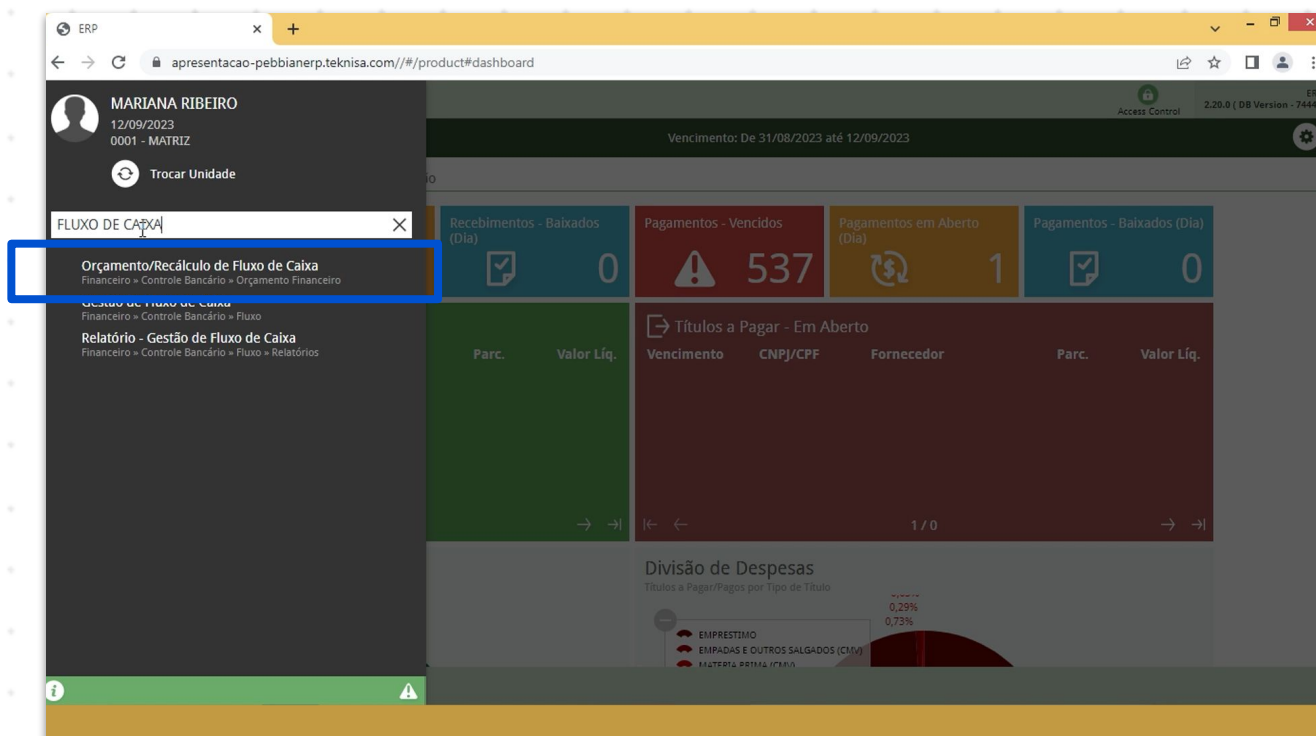 ERP
apresentacao-pebbianerp.teknisa.com//#/product#dashboard
MARIANA RIBEIRO
12/09/2023
0001 - MATRIZ
Trocar Unidade
Access Control
2.20.0 ( DB Version - 7444
Vencimento: De 31/08/2023 até 12/09/2023
FLUXO DE CAIXA
Orçamento/Recálculo de Fluxo de Caixa
Financeiro » Controle Bancário » Orçamento Financeiro
Gestão de Fluxo de Caixa
Financeiro » Controle Bancário » Fluxo
Relatório - Gestão de Fluxo de Caixa
Financeiro » Controle Bancário » Fluxo » Relatórios
Recebimentos - Baixados (Dia)
0
Pagamentos - Vencidos
537
Pagamentos em Aberto (Dia)
1
Pagamentos - Baixados (Dia)
0
Parc. Valor Líq.
Títulos a Pagar - Em Aberto
Vencimento CNPJ/CPF Fornecedor Parc. Valor Líq.
1 / 0
Divisão de Despesas
Títulos a Pagar/Pagos por Tipo de Título
0,29%
0,73%
EMPRESTIMO
EMPADAS E OUTROS SALGADOS (CMV)
MATERIA PRIMA (CMV)